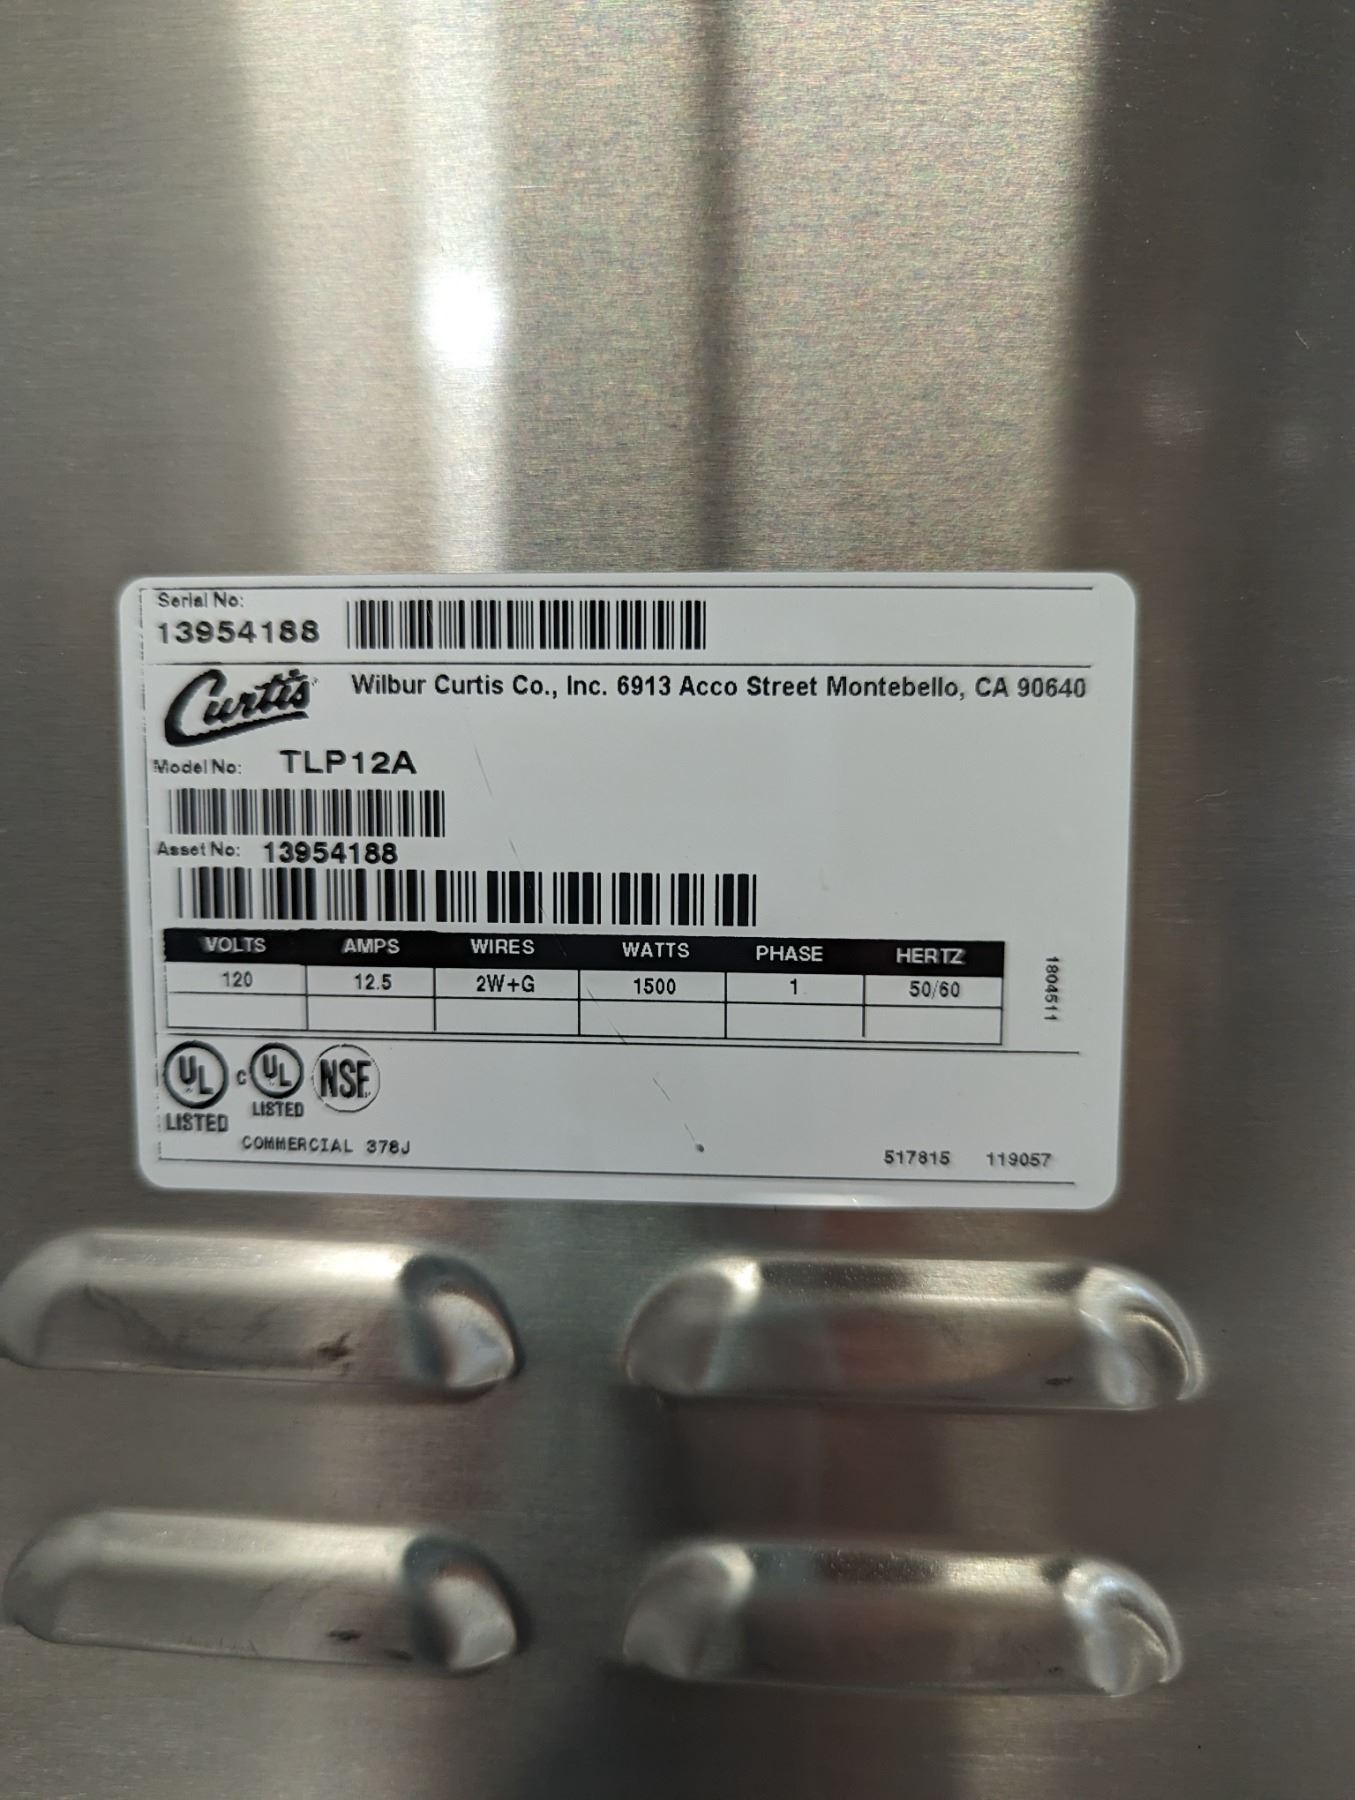 Serial No:
13954188
Curtis
Wilbur Curtis Co., Inc. 6913 Acco Street Montebello, CA 90640
Model No: TLP12A
Asset No: 13954188
VOLTS AMPS WIRES WATTS PHASE HERTZ
120 12.5 2W+G 1500 1 50/60
1804511
UL c UL NSF
LISTED LISTED
COMMERCIAL 378J
517815 119057